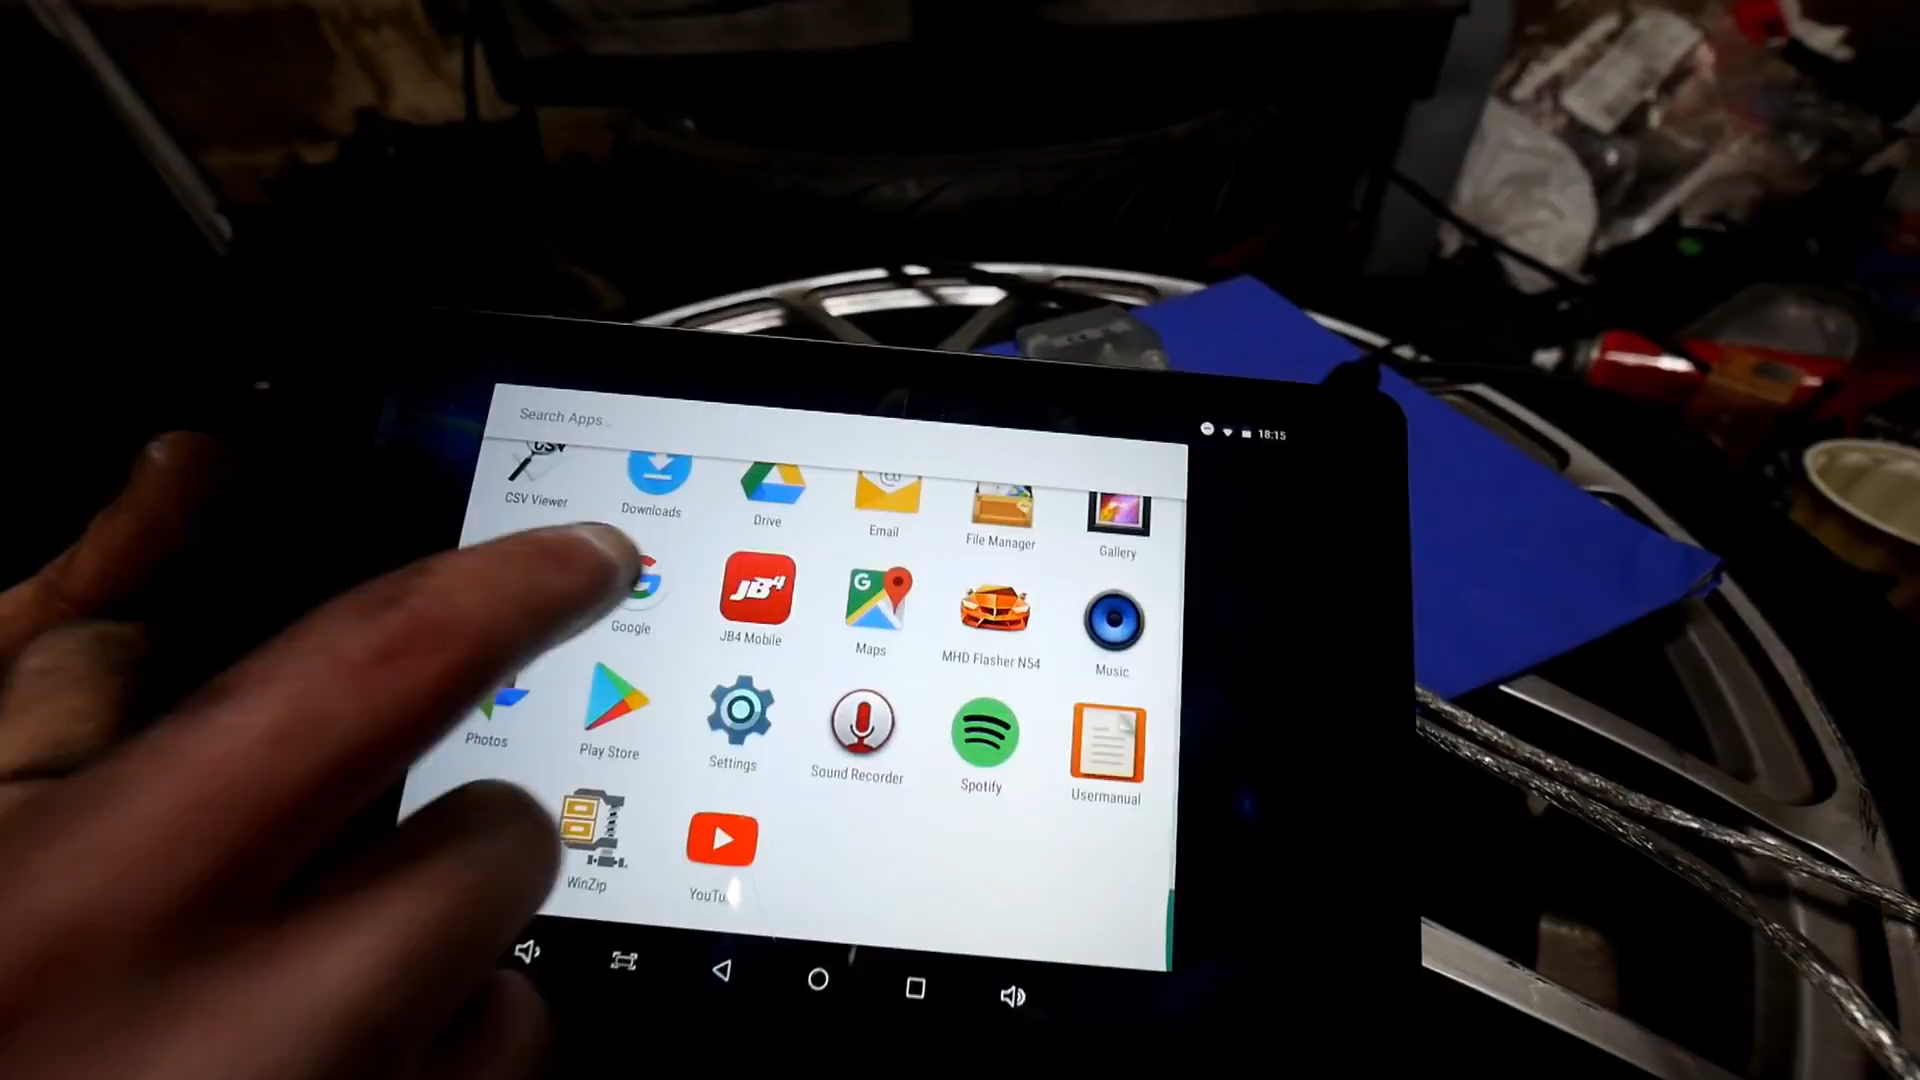 Search Apps...
18:15
CSV
CSV Viewer
Downloads
Drive
@
Email
File Manager
Gallery
Google
JB4
JB4 Mobile
G
Maps
MHD Flasher N54
Music
Photos
Play Store
Settings
Sound Recorder
Spotify
Usermanual
WinZip
YouTu